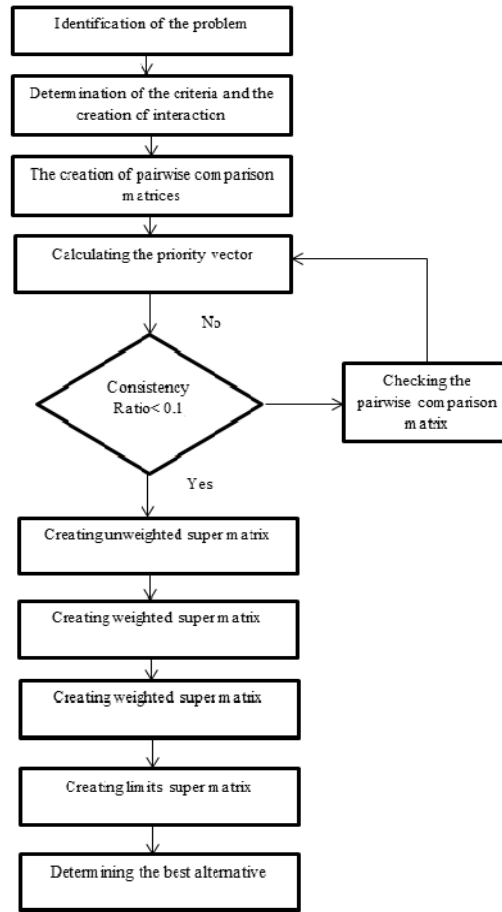 Identification of the problem
Determination of the criteria and the
creation of interaction
The creation of pairwise comparison
matrices
Calculating the priority vector
No
Consistency
Ratio< 0.1
Checking the
pairwise comparison
matrix
Yes
Creating unweighted super matrix
Creating weighted super matrix
Creating weighted super matrix
Creating limits super matrix
Determining the best alternative